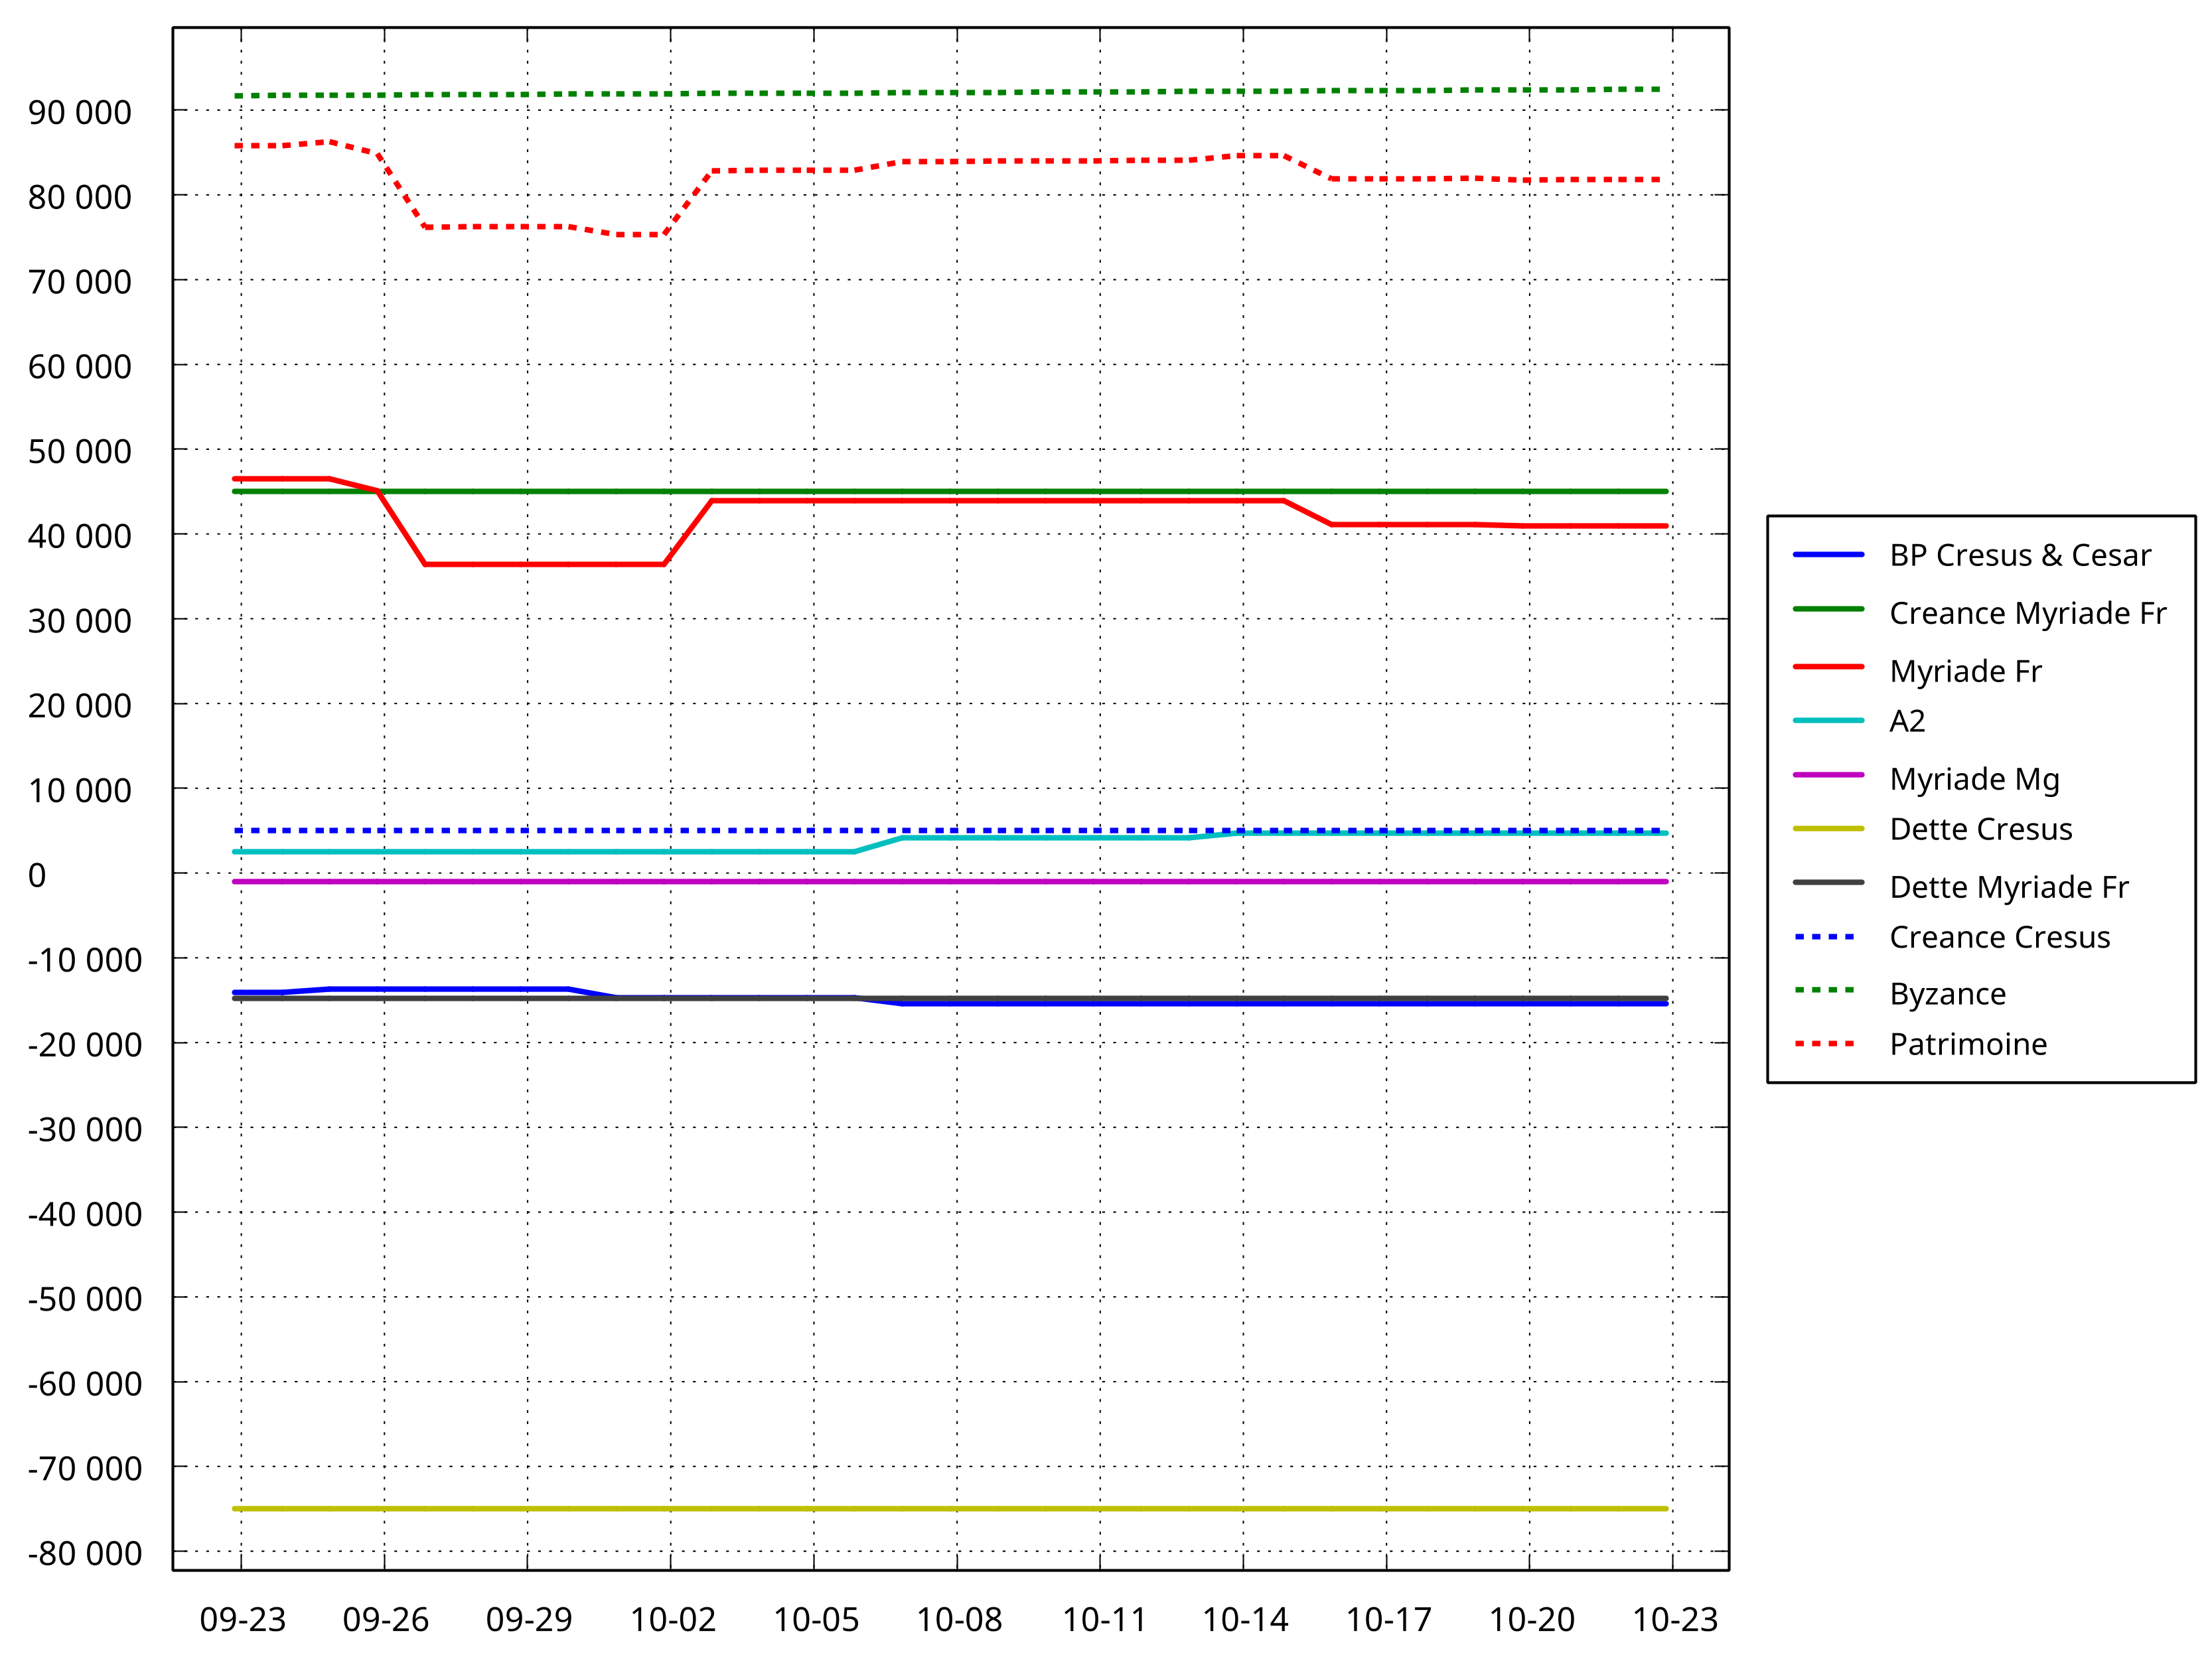 90 000
80 000
70 000
60 000
50 000
40 000
30 000
20 000
10 000
0
-10 000
-20 000
-30 000
-40 000
-50 000
-60 000
-70 000
-80 000
09-23 09-26 09-29 10-02 10-05 10-08 10-11 10-14 10-17 10-20 10-23
BP Cresus & Cesar
Creance Myriade Fr
Myriade Fr
A2
Myriade Mg
Dette Cresus
Dette Myriade Fr
Creance Cresus
Byzance
Patrimoine